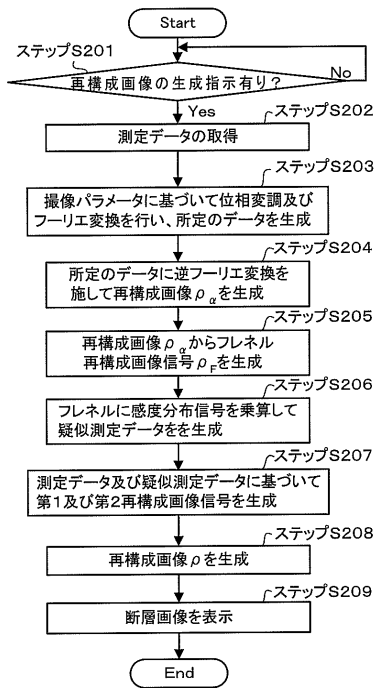 Start
ステップS201
再構成画像の生成指示有り?
No
Yes
ステップS202
測定データの取得
ステップS203
撮像パラメータに基づいて位相変調及び
フーリエ変換を行い、所定のデータを生成
ステップS204
所定のデータに逆フーリエ変換を
施して再構成画像ραを生成
ステップS205
再構成画像ραからフレネル
再構成画像信号ρFを生成
ステップS206
フレネルに感度分布信号を乗算して
疑似測定データをを生成
ステップS207
測定データ及び疑似測定データに基づいて
第1及び第2再構成画像信号を生成
ステップS208
再構成画像ρを生成
ステップS209
断層画像を表示
End